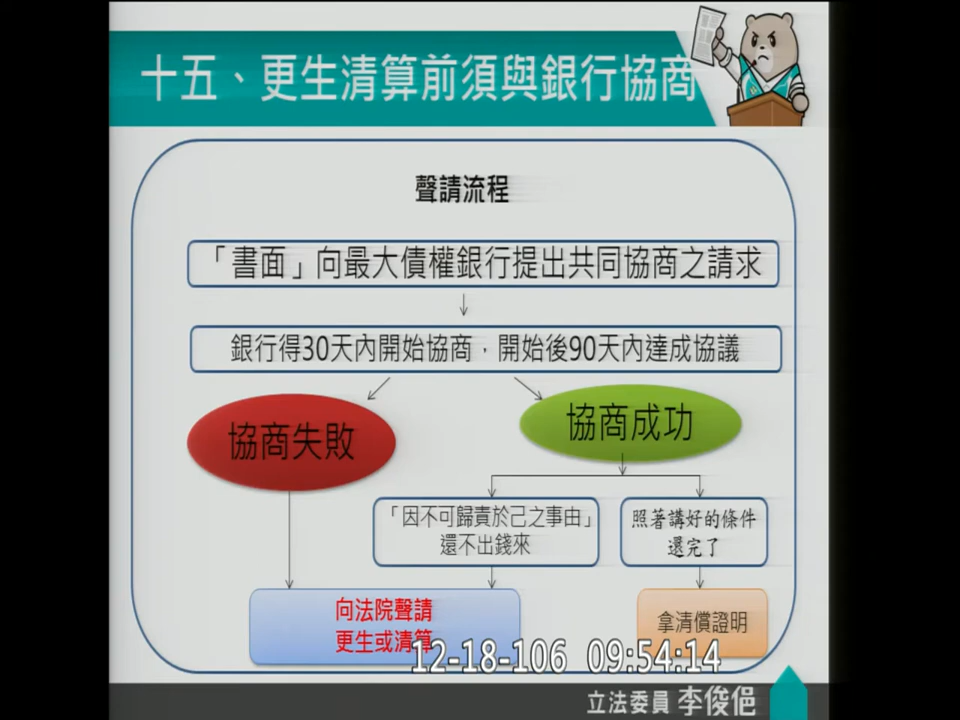 十五、更生清算前須與銀行協商
聲請流程
「書面」向最大債權銀行提出共同協商之請求
銀行得30天內開始協商,開始後90天內達成協議
協商失敗
協商成功
「因不可歸責於己之事由」
還不出錢來
照著講好的條件
還完了
向法院聲請
更生或清算
拿清償證明
12-18-106 09:54:14
立法委員 李俊俋